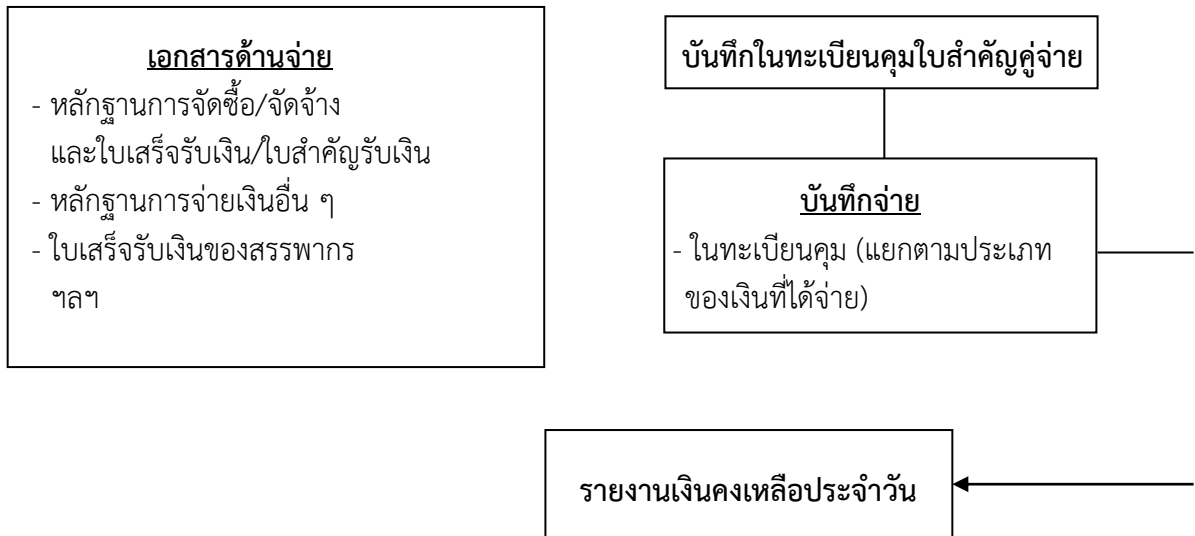 เอกสารด้านจ่าย
- หลักฐานการจัดซื้อ/จัดจ้าง
และใบเสร็จรับเงิน/ใบสำคัญรับเงิน
- หลักฐานการจ่ายเงินอื่น ๆ
- ใบเสร็จรับเงินของสรรพากร
ฯลฯ
บันทึกในทะเบียนคุมใบสำคัญคู่จ่าย
บันทึกจ่าย
- ในทะเบียนคุม (แยกตามประเภท
ของเงินที่ได้จ่าย)
รายงานเงินคงเหลือประจำวัน